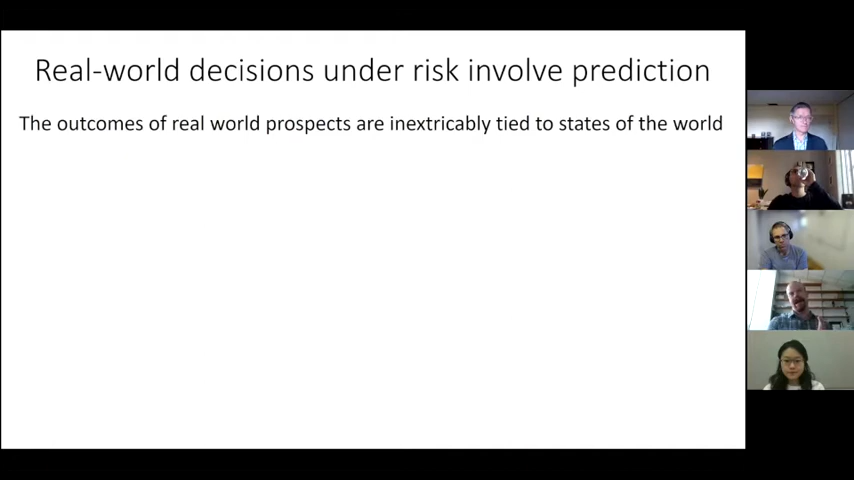 Real-world decisions under risk involve prediction
The outcomes of real world prospects are inextricably tied to states of the world